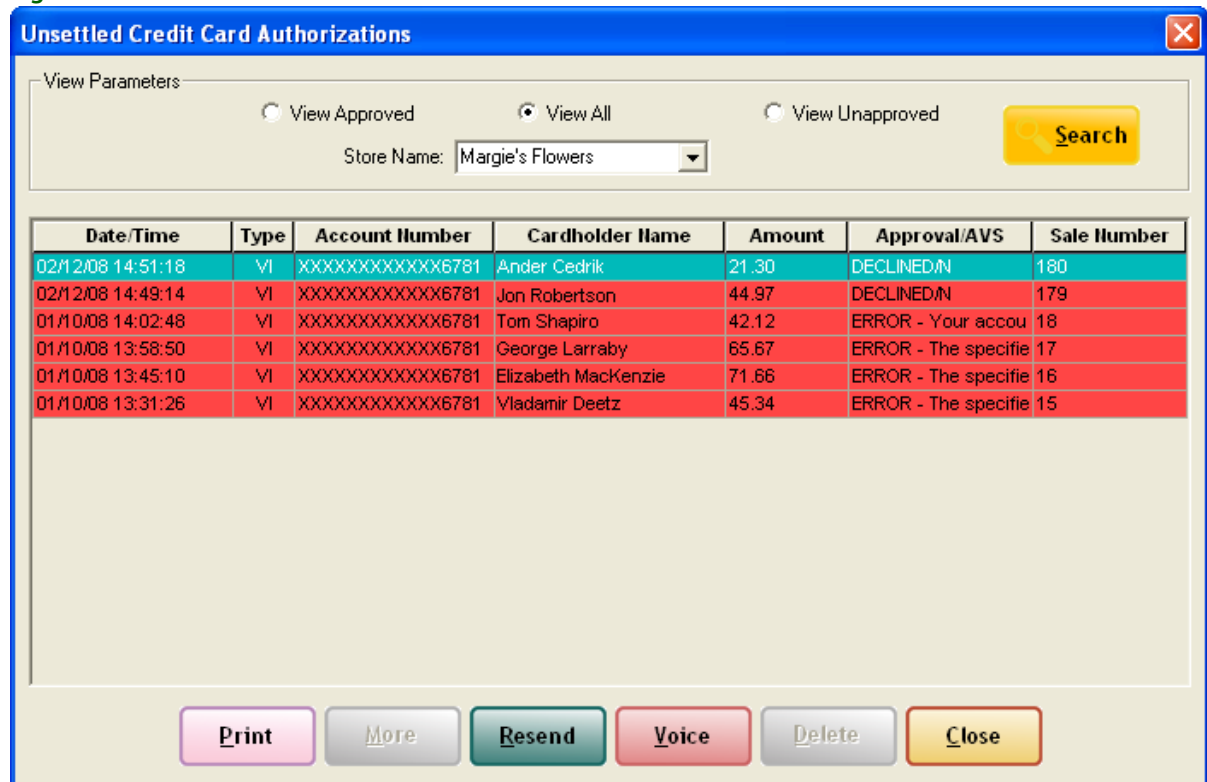 Unsettled Credit Card Authorizations
View Parameters
View Approved View All View Unapproved
Search
Store Name: Margie's Flowers
Date/Time Type Account Number Cardholder Name Amount Approval/AVS Sale Number
02/12/08 14:51:18 VI XXXXXXXXXXXX6781 Ander Cedrik 21.30 DECLINED/N 180
02/12/08 14:49:14 VI XXXXXXXXXXXX6781 Jon Robertson 44.97 DECLINED/N 179
01/10/08 14:02:48 VI XXXXXXXXXXXX6781 Tom Shapiro 42.12 ERROR - Your accou 18
01/10/08 13:58:50 VI XXXXXXXXXXXX6781 George Larraby 65.67 ERROR - The specifie 17
01/10/08 13:45:10 VI XXXXXXXXXXXX6781 Elizabeth MacKenzie 71.66 ERROR - The specifie 16
01/10/08 13:31:26 VI XXXXXXXXXXXX6781 Vladamir Deetz 45.34 ERROR - The specifie 15
Print More Resend Voice Delete Close